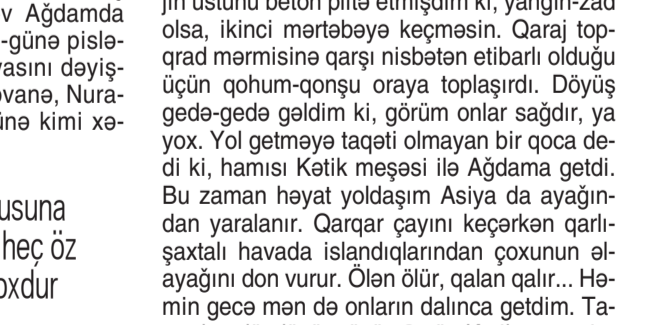 v Ağdamda
-günə pislə-
yasını dəyiş-
ovanə, Nura-
ünə kimi xə-
usuna
heç öz
oxdur
jın üstünü beton plitə etmişdim ki, yanğın-zad
olsa, ikinci mərtəbəyə keçməsin. Qaraj top-
qrad mərmisinə qarşı nisbətən etibarlı olduğu
üçün qohum-qonşu oraya toplaşırdı. Döyüş
gedə-gedə gəldim ki, görüm onlar sağdır, ya
yox. Yol getməyə taqəti olmayan bir qoca de-
di ki, hamısı Kətik meşəsi ilə Ağdama getdi.
Bu zaman həyat yoldaşım Asiya da ayağın-
dan yaralanır. Qarqar çayını keçərkən qarlı-
şaxtalı havada islandıqlarından çoxunun əl-
ayağını don vurur. Ölən ölür, qalan qalır... Hə-
min gecə mən də onların dalınca getdim. Ta-